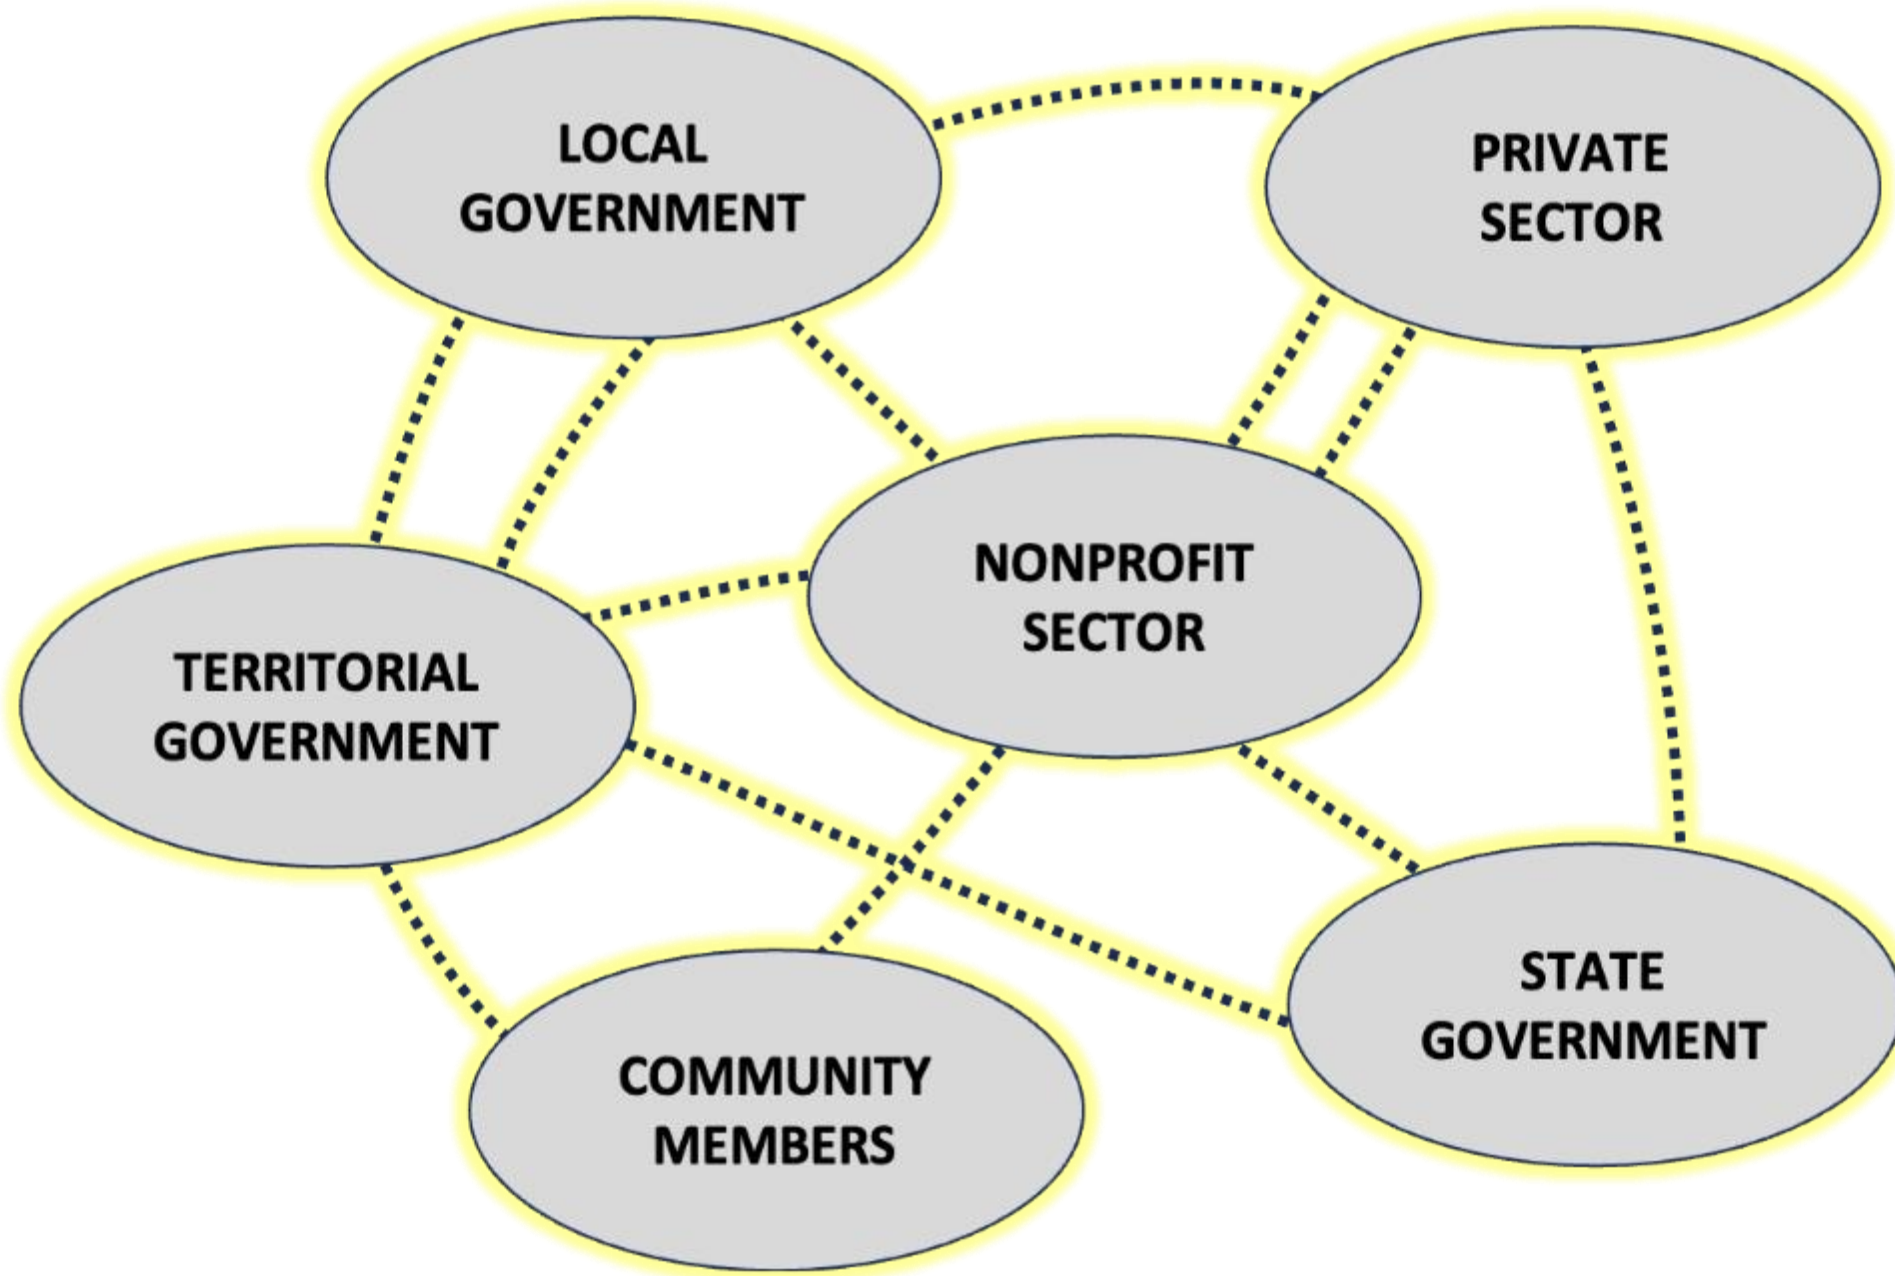 LOCAL
GOVERNMENT
PRIVATE
SECTOR
NONPROFIT
SECTOR
TERRITORIAL
GOVERNMENT
STATE
GOVERNMENT
COMMUNITY
MEMBERS